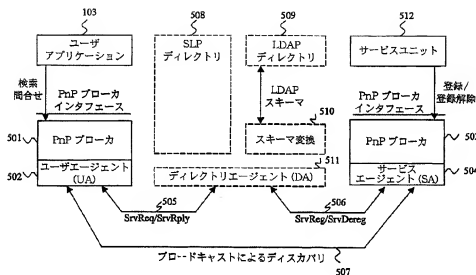 103
508
509
512
ユーザ
アプリケーション
SLP
ディレクトリ
LDAP
ディレクトリ
サービスユニット
検索
問合せ
PnP ブローカ
インタフェース
LDAP
スキーマ
510
PnP ブローカ
インタフェース
登録/
登録解除
501
PnP ブローカ
スキーマ変換
PnP ブローカ
502
ユーザエージェント
(UA)
511
ディレクトリエージェント (DA)
サービス
エージェント (SA)
504
505
SrvReq/SrvRply
506
SrvReg/SrvDereg
ブロードキャストによるディスカバリ
507